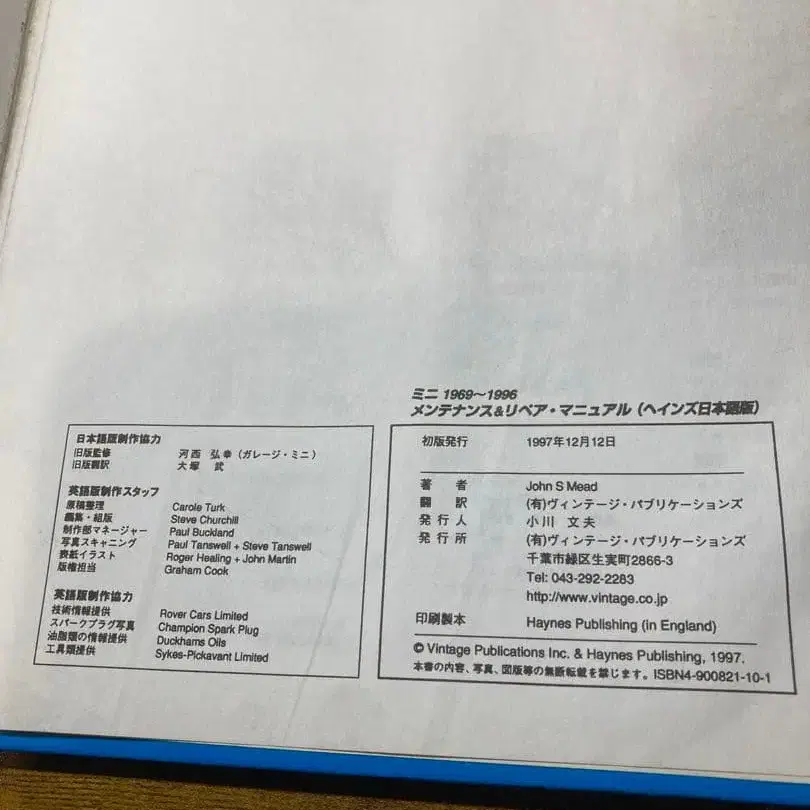 日本語版制作協力
旧版監修 河西 弘幸(ガレージ・ミニ)
旧版翻訳 大塚 武
英語版制作スタッフ
原稿整理 Carole Turk
編集・組版 Steve Churchill
制作部マネージャー Paul Buckland
写真スキャニング Paul Tanswell + Steve Tanswell
表紙イラスト Roger Healing + John Martin
版権担当 Graham Cook
英語版制作協力
技術情報提供 Rover Cars Limited
スパークプラグ写真 Champion Spark Plug
油脂類の情報提供 Duckhams Oils
工具類提供 Sykes-Pickavant Limited
ミニ 1969～1996
メンテナンス&リペア・マニュアル(ヘインズ日本語版)
初版発行 1997年12月12日
著者 John S Mead
翻訳 (有)ヴィンテージ・パブリケーションズ
発行人 小川 文夫
発行所 (有)ヴィンテージ・パブリケーションズ
千葉市緑区生実町2866-3
Tel: 043-292-2283
http://www.vintage.co.jp
印刷製本 Haynes Publishing (in England)
© Vintage Publications Inc. & Haynes Publishing, 1997.
本書の内容、写真、図版等の無断転載を禁じます。ISBN4-900821-10-1